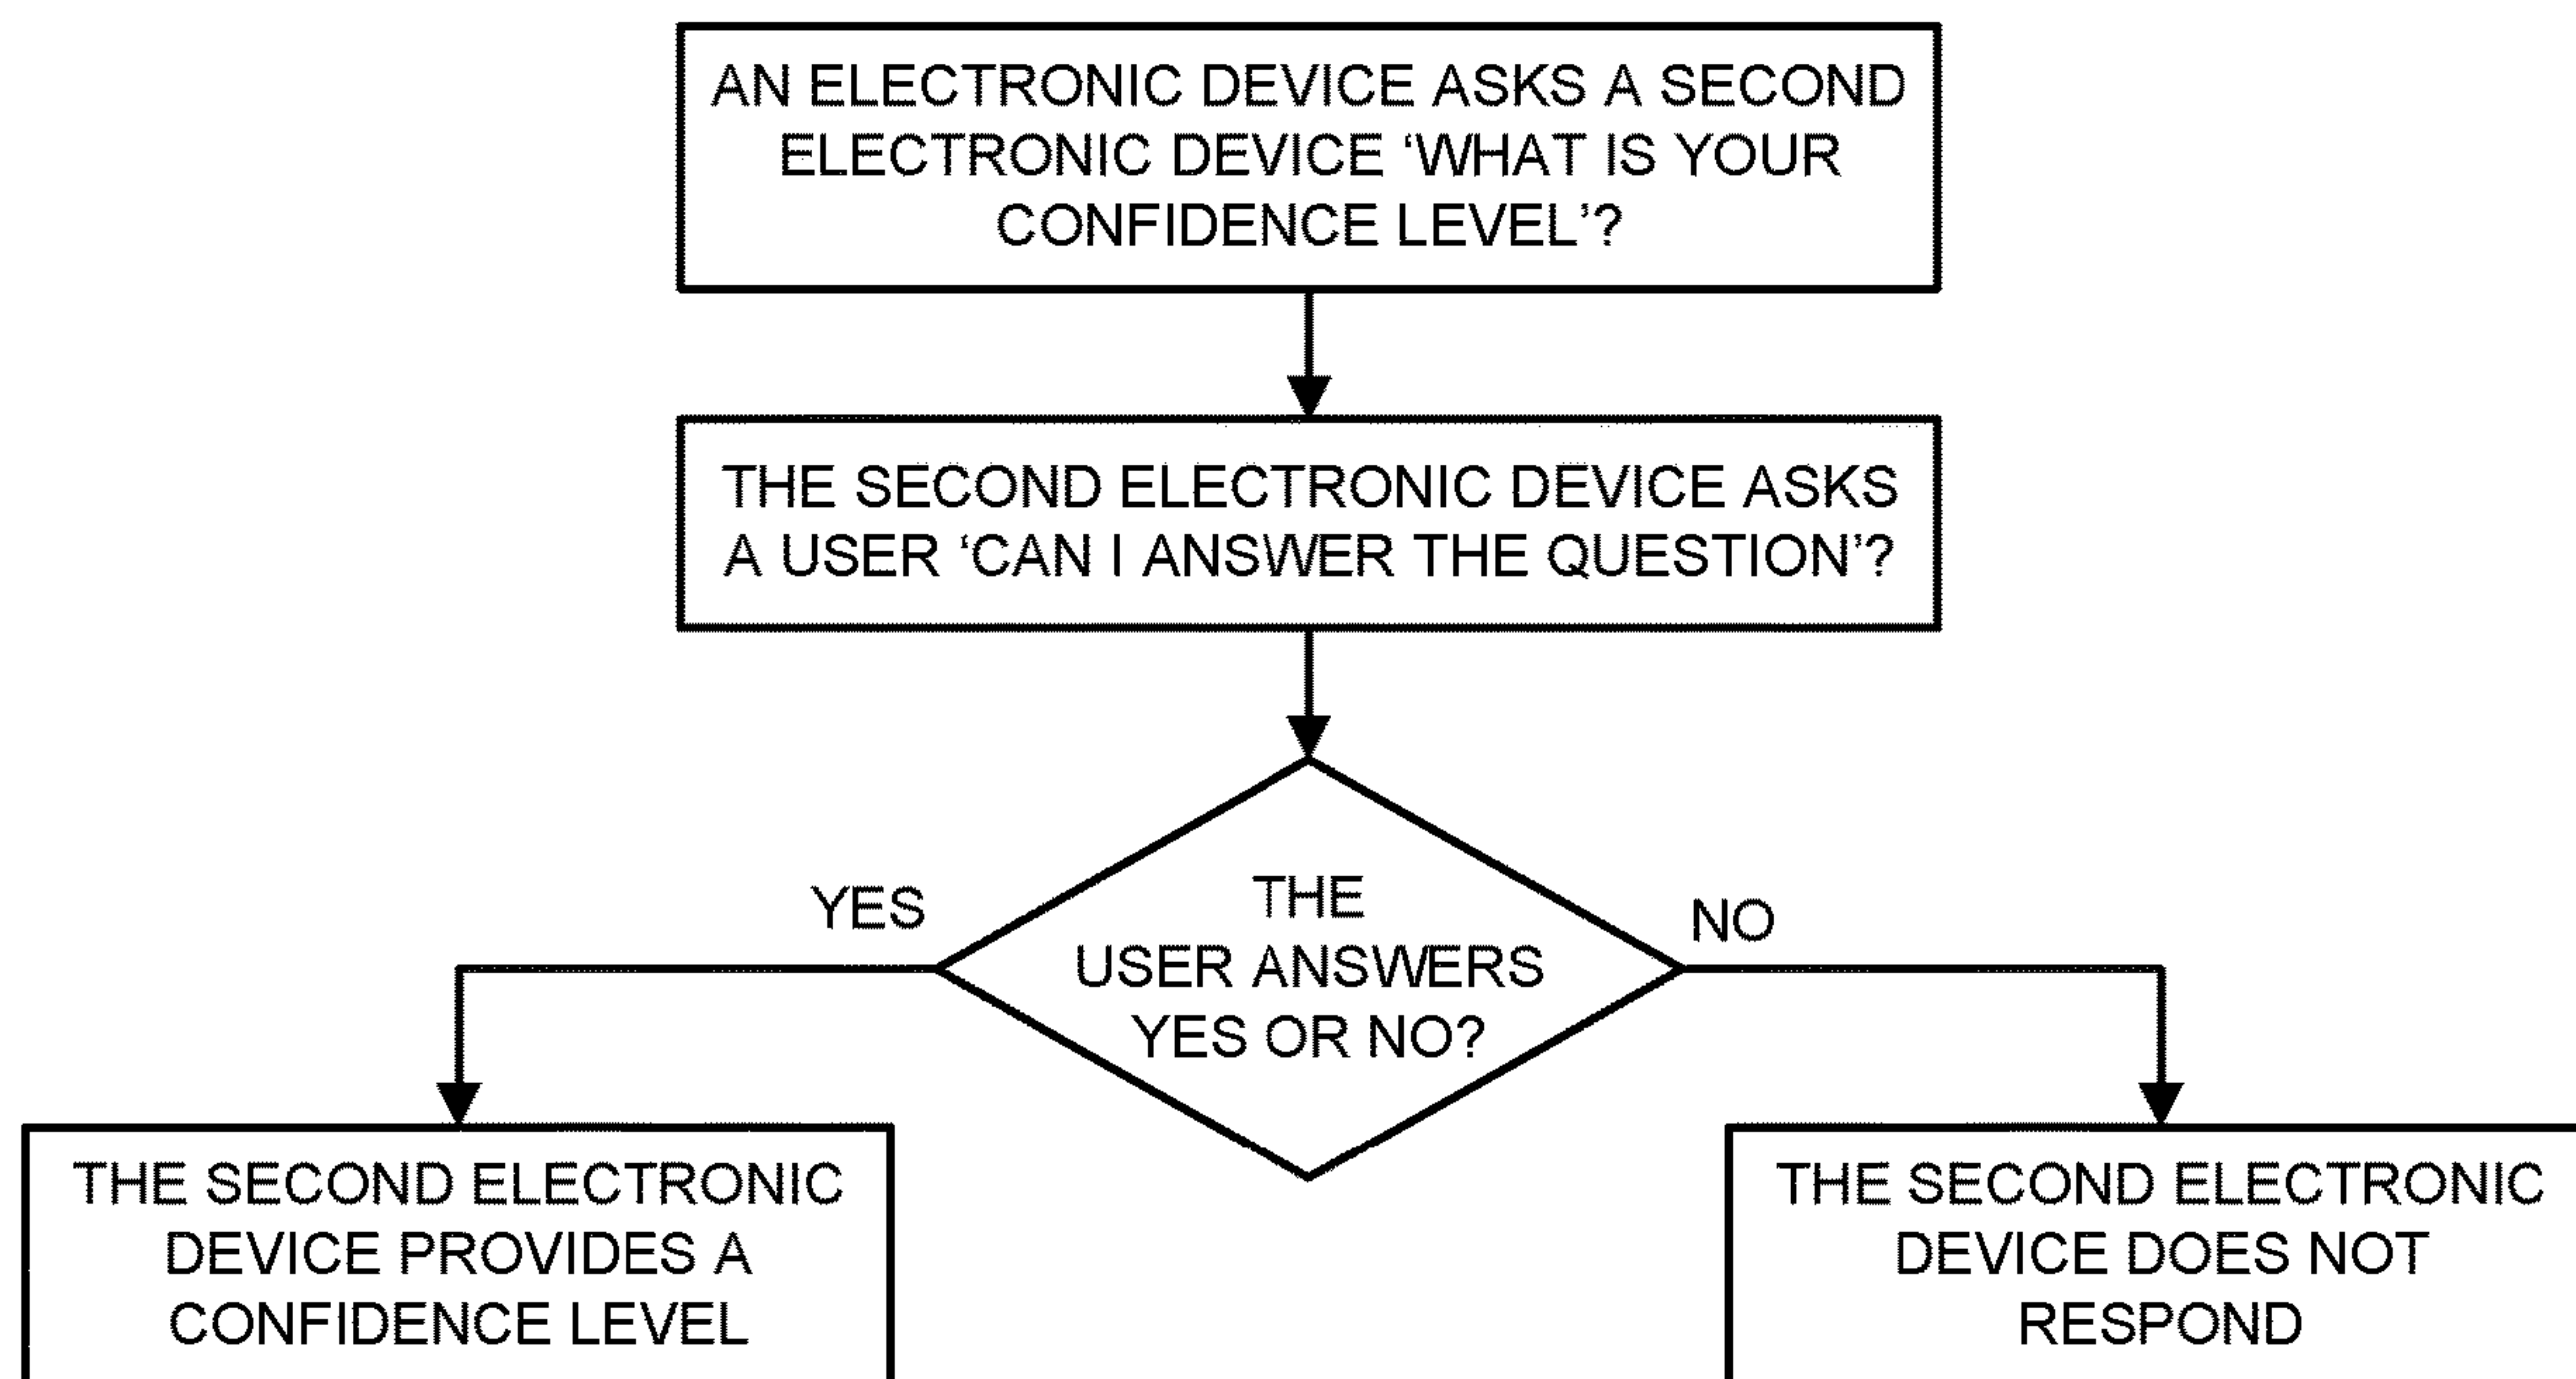 AN ELECTRONIC DEVICE ASKS A SECOND
ELECTRONIC DEVICE ‘WHAT IS YOUR
CONFIDENCE LEVEL’?
THE SECOND ELECTRONIC DEVICE ASKS
A USER ‘CAN I ANSWER THE QUESTION’?
THE
USER ANSWERS
YES OR NO?
YES
NO
THE SECOND ELECTRONIC
DEVICE PROVIDES A
CONFIDENCE LEVEL
THE SECOND ELECTRONIC
DEVICE DOES NOT
RESPOND